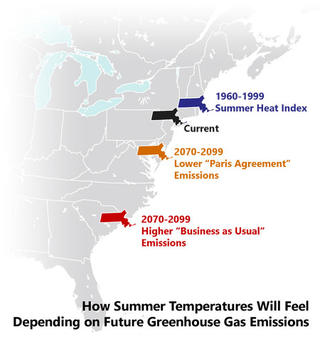 1960-1999
Summer Heat Index
Current
2070-2099
Lower “Paris Agreement”
Emissions
2070-2099
Higher “Business as Usual”
Emissions
How Summer Temperatures Will Feel
Depending on Future Greenhouse Gas Emissions